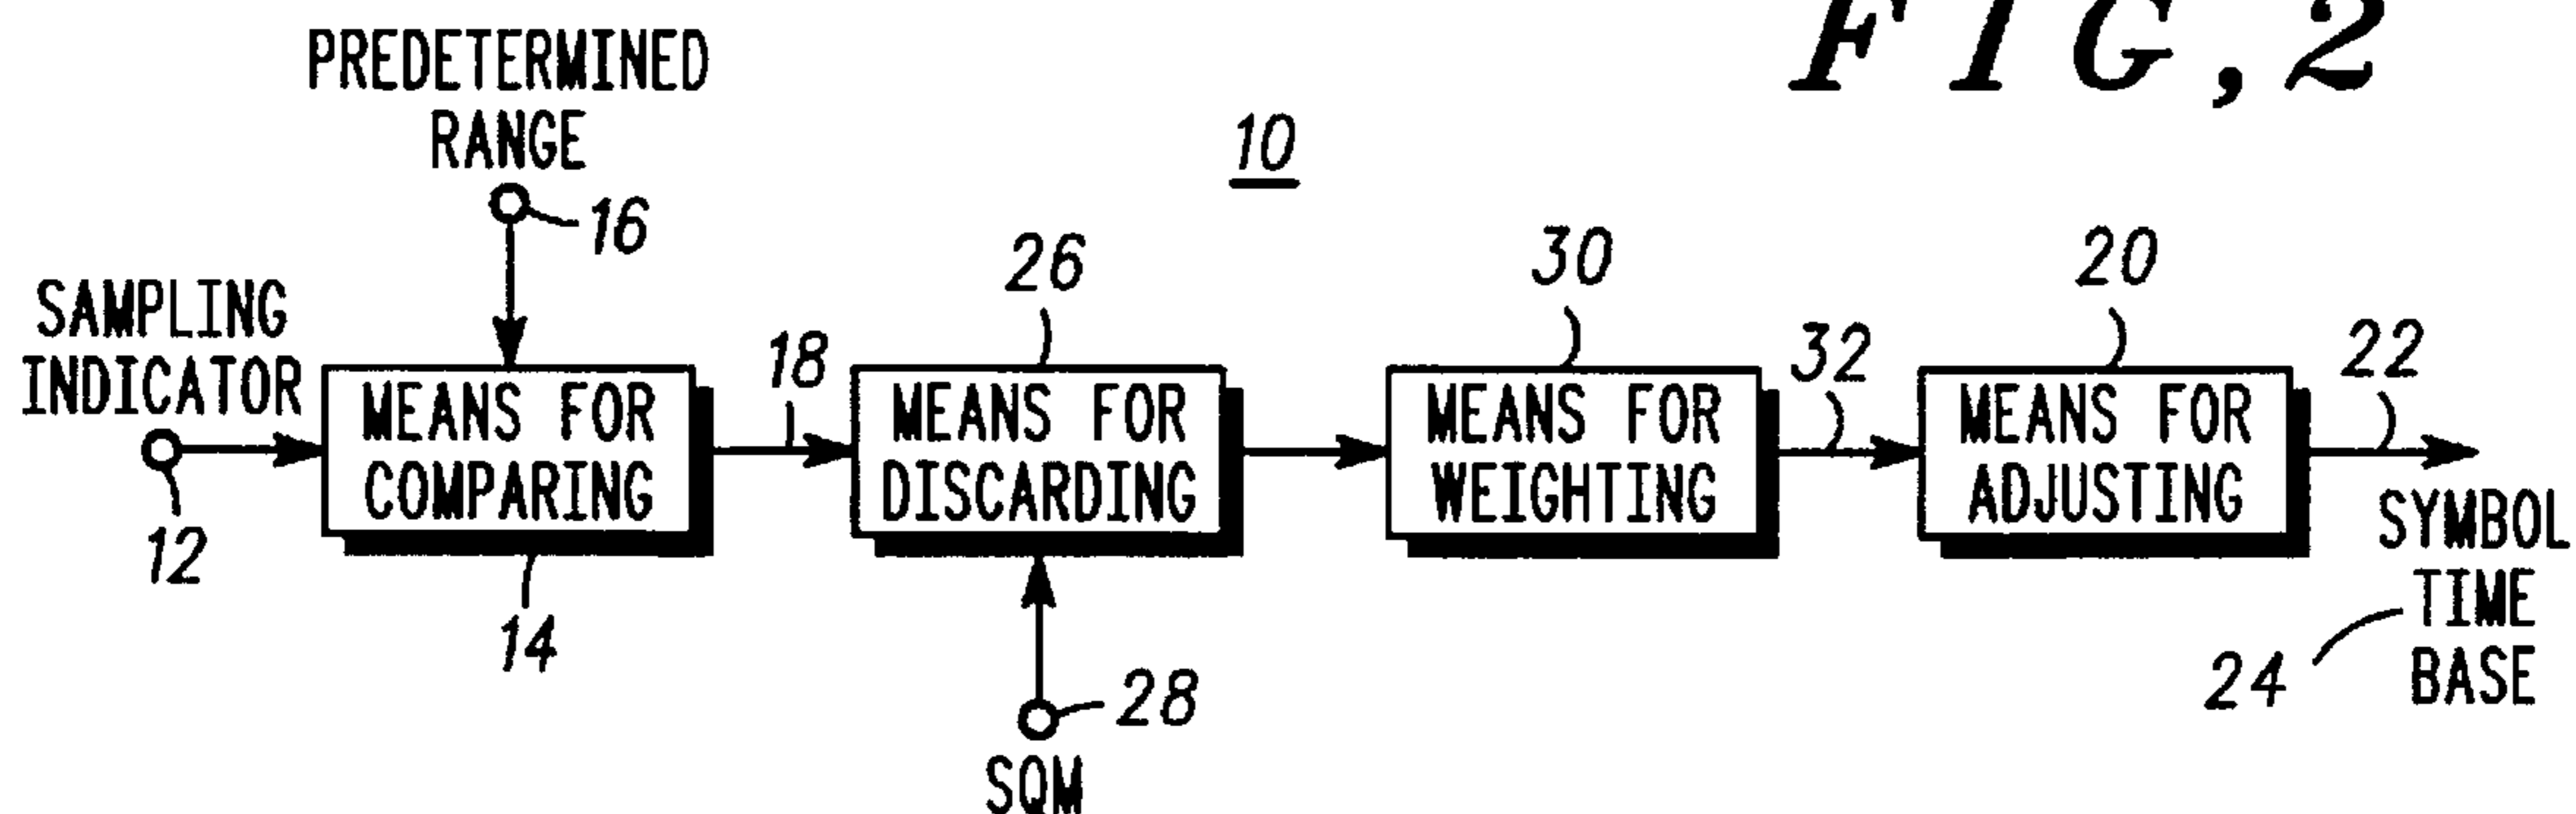 FIG,2
PREDETERMINED
RANGE
10
16
SAMPLING
INDICATOR
12
MEANS FOR
COMPARING
14
18
26
MEANS FOR
DISCARDING
28
SQM
30
MEANS FOR
WEIGHTING
32
20
MEANS FOR
ADJUSTING
22
SYMBOL
TIME
BASE
24